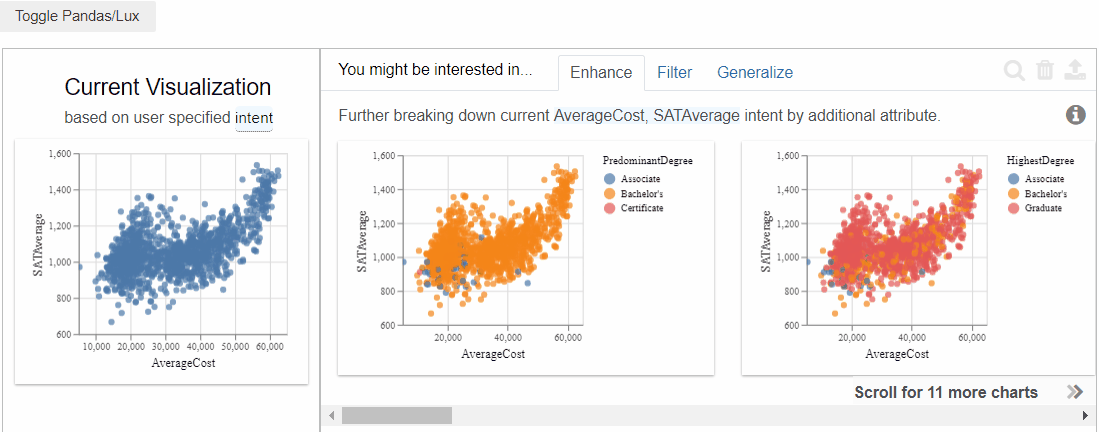 Toggle Pandas/Lux
Current Visualization
based on user specified intent
1,600
1,400
1,200
1,000
800
600
SATAverage
10,000 20,000 30,000 40,000 50,000 60,000
AverageCost
You might be interested in...
Enhance
Filter
Generalize
Further breaking down current AverageCost, SATAverage intent by additional attribute.
1,600
1,400
1,200
1,000
800
600
SATAverage
20,000 40,000 60,000
AverageCost
PredominantDegree
Associate
Bachelor's
Certificate
1,600
1,400
1,200
1,000
800
600
SATAverage
20,000 40,000 60,000
AverageCost
HighestDegree
Associate
Bachelor's
Graduate
Scroll for 11 more charts